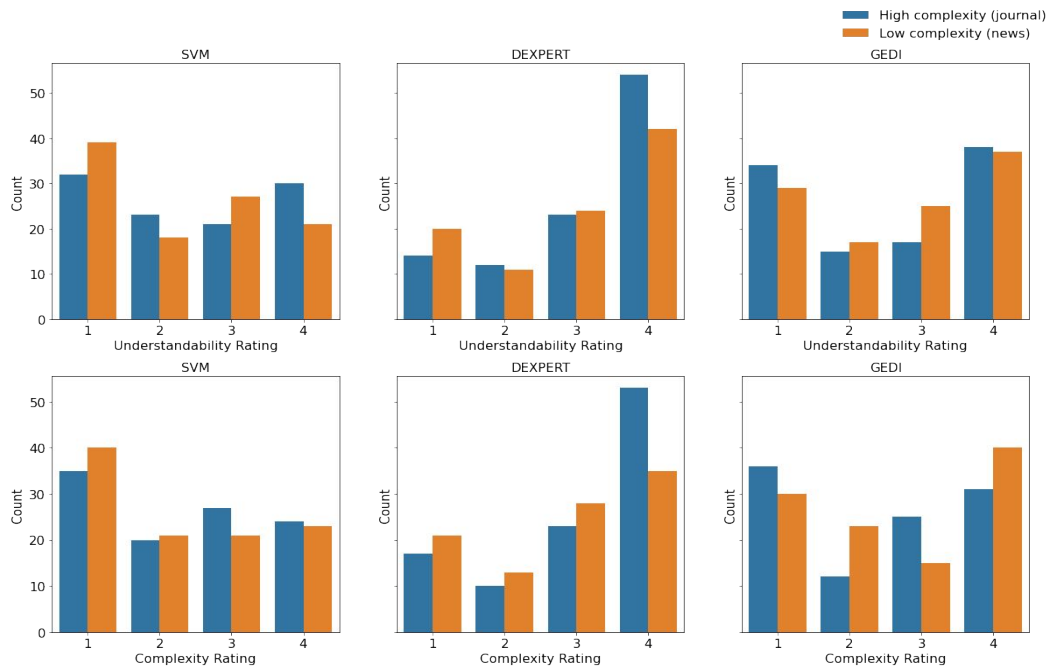 High complexity (journal)
Low complexity (news)
SVM
DEXPERT
GEDI
50
40
30
20
10
0
Count
Count
Count
1 2 3 4
1 2 3 4
1 2 3 4
Understandability Rating
Understandability Rating
Understandability Rating
SVM
DEXPERT
GEDI
50
40
30
20
10
0
Count
Count
Count
1 2 3 4
1 2 3 4
1 2 3 4
Complexity Rating
Complexity Rating
Complexity Rating